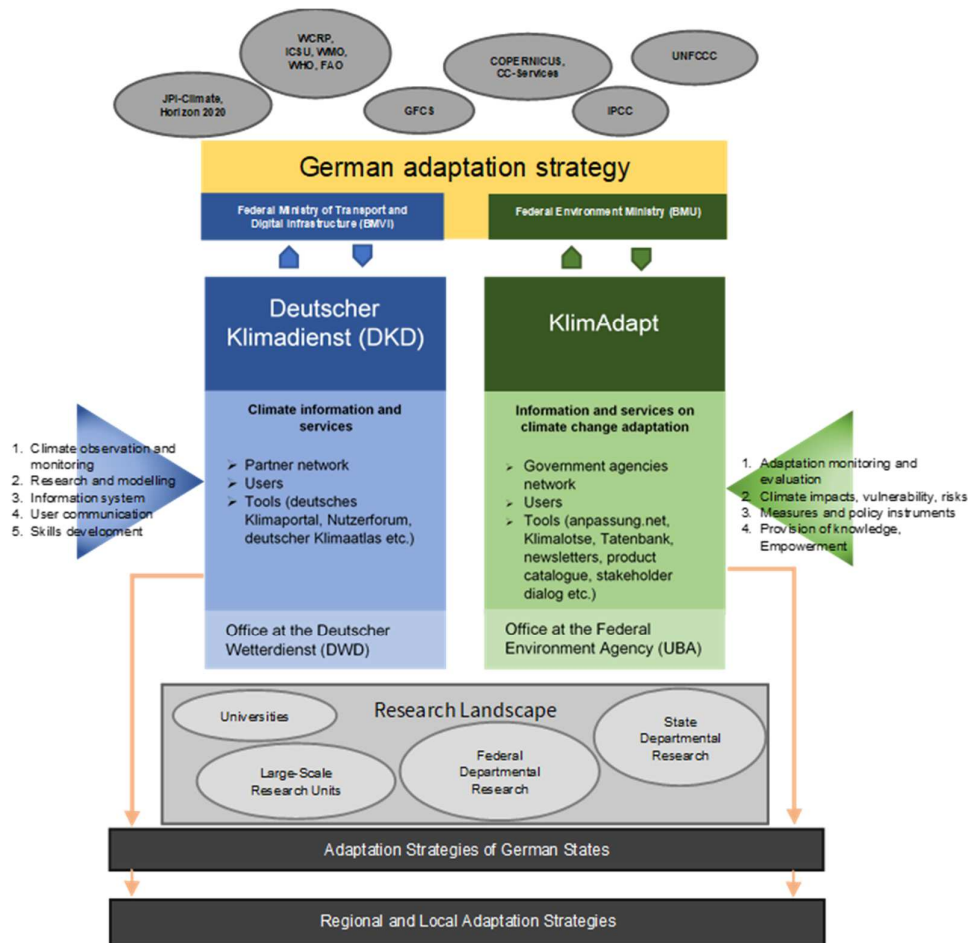 WCRP,
ICSU, WMO,
WHO, FAO
COPERNICUS,
CC-Services
UNFCCC
JPI-Climate,
Horizon 2020
GFCS
IPCC
German adaptation strategy
Federal Ministry of Transport and
Digital Infrastructure (BMVI)
Federal Environment Ministry (BMU)
Deutscher
Klimadienst (DKD)
KlimAdapt
Climate information and
services
➢ Partner network
➢ Users
➢ Tools (deutsches
Klimaportal, Nutzerforum,
deutscher Klimaatlas etc.)
Information and services on
climate change adaptation
➢ Government agencies
network
➢ Users
➢ Tools (anpassung.net,
Klimalotse, Tatenbank,
newsletters, product
catalogue, stakeholder
dialog etc.)
1. Climate observation and
monitoring
2. Research and modelling
3. Information system
4. User communication
5. Skills development
1. Adaptation monitoring and
evaluation
2. Climate impacts, vulnerability, risks
3. Measures and policy instruments
4. Provision of knowledge,
Empowerment
Office at the Deutscher
Wetterdienst (DWD)
Office at the Federal
Environment Agency (UBA)
Research Landscape
Universities
Large-Scale
Research Units
Federal
Departmental
Research
State
Departmental
Research
Adaptation Strategies of German States
Regional and Local Adaptation Strategies